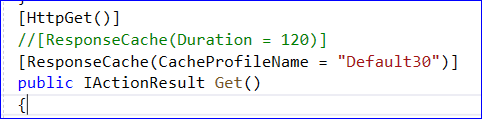 [HttpGet()]
//[ResponseCache(Duration = 120)]
[ResponseCache(CacheProfileName = "Default30")]
public IActionResult Get()
{